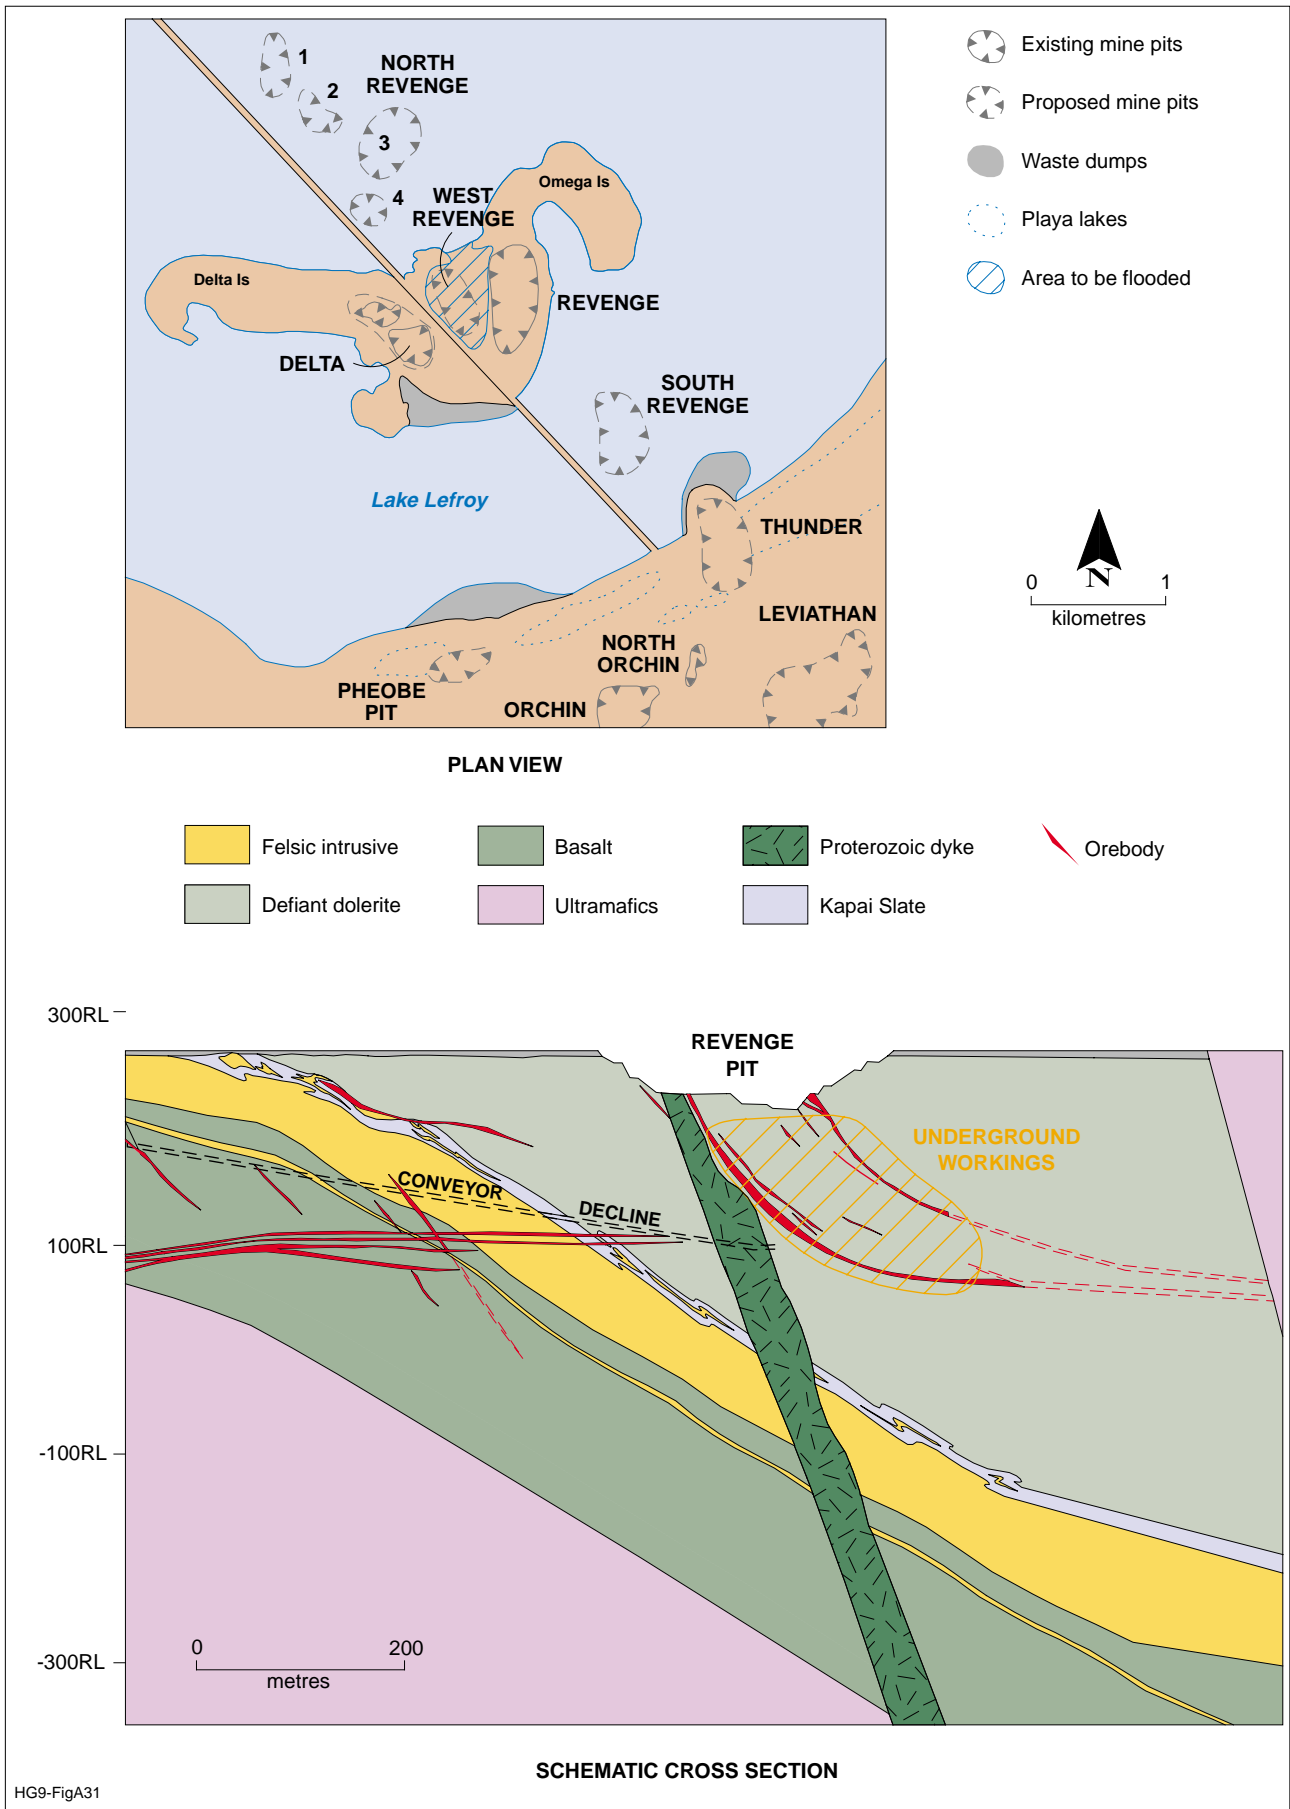 1
2
NORTH
REVENGE
3
4
WEST
REVENGE
Omega Is
Delta Is
REVENGE
DELTA
SOUTH
REVENGE
Lake Lefroy
THUNDER
LEVIATHAN
NORTH
ORCHIN
PHEOBE
PIT
ORCHIN
Existing mine pits
Proposed mine pits
Waste dumps
Playa lakes
Area to be flooded
N
0 1
kilometres
PLAN VIEW
Felsic intrusive
Basalt
Proterozoic dyke
Orebody
Defiant dolerite
Ultramafics
Kapai Slate
300RL
REVENGE
PIT
UNDERGROUND
WORKINGS
CONVEYOR
DECLINE
100RL
-100RL
-300RL
0 200
metres
SCHEMATIC CROSS SECTION
HG9-FigA31